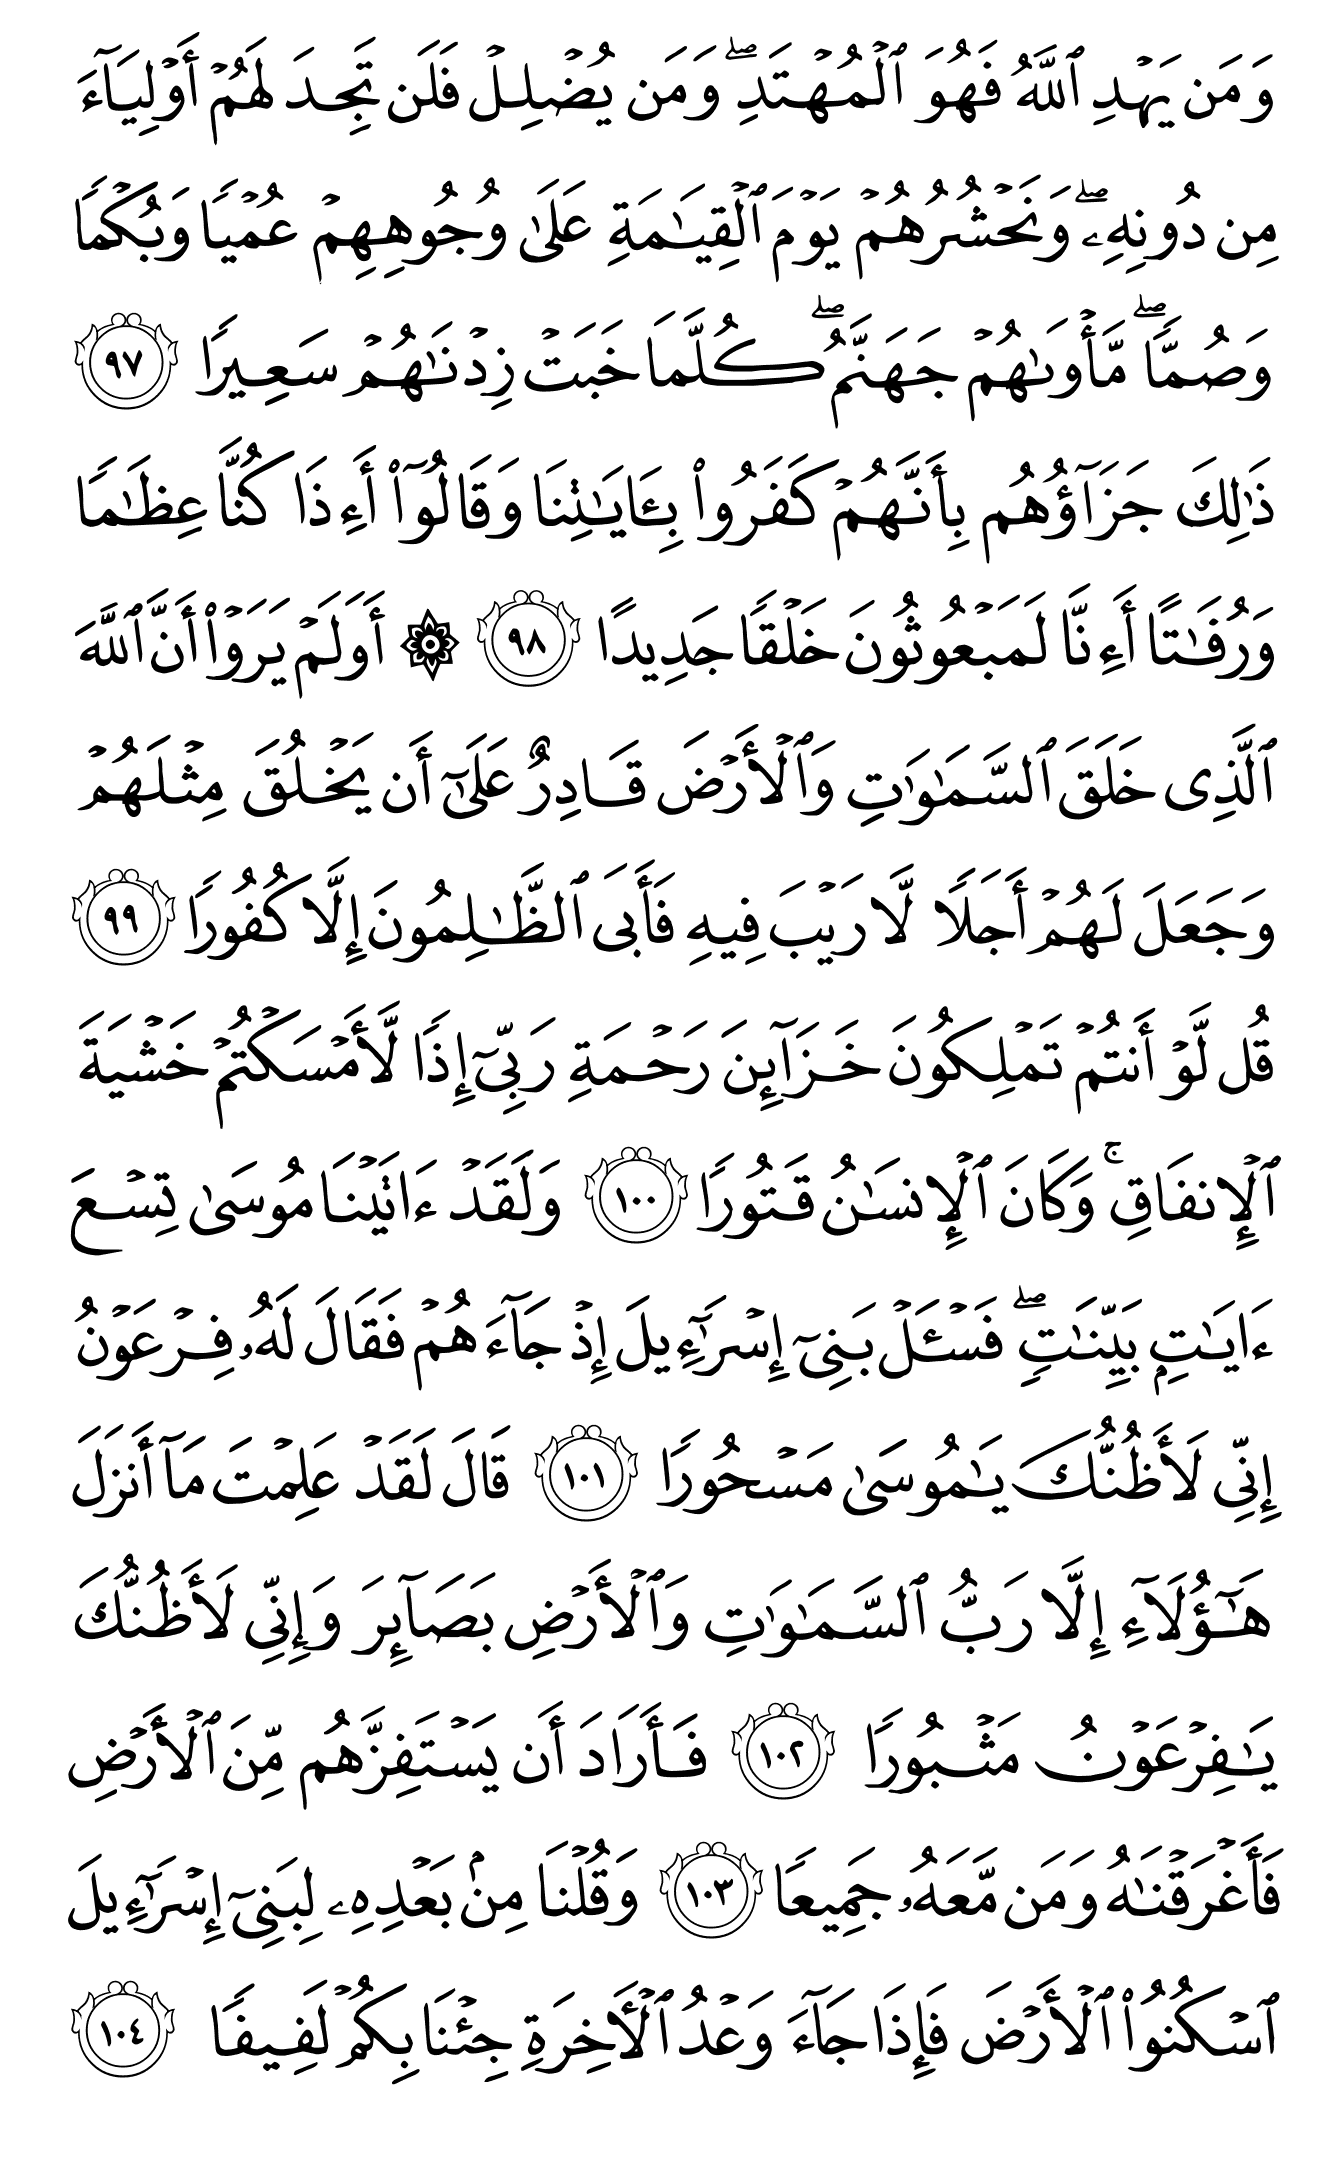 وَمَن يَهْدِ ٱللَّهُ فَهُوَ ٱلْمُهْتَدِ ۖ وَمَن يُضْلِلْ فَلَن تَجِدَ لَهُمْ أَوْلِيَآءَ
مِن دُونِهِۦ ۖ وَنَحْشُرُهُمْ يَوْمَ ٱلْقِيَـٰمَةِ عَلَىٰ وُجُوهِهِمْ عُمْيًا وَبُكْمًا
وَصُمًّا ۖ مَّأْوَىٰهُمْ جَهَنَّمُ ۖ كُلَّمَا خَبَتْ زِدْنَـٰهُمْ سَعِيرًا ٩٧
ذَٰلِكَ جَزَآؤُهُم بِأَنَّهُمْ كَفَرُوا۟ بِـَٔايَـٰتِنَا وَقَالُوٓا۟ أَءِذَا كُنَّا عِظَـٰمًا
وَرُفَـٰتًا أَءِنَّا لَمَبْعُوثُونَ خَلْقًا جَدِيدًا ٩٨ ۞ أَوَلَمْ يَرَوْا۟ أَنَّ ٱللَّهَ
ٱلَّذِى خَلَقَ ٱلسَّمَـٰوَٰتِ وَٱلْأَرْضَ قَادِرٌ عَلَىٰٓ أَن يَخْلُقَ مِثْلَهُمْ
وَجَعَلَ لَهُمْ أَجَلًا لَّا رَيْبَ فِيهِ فَأَبَى ٱلظَّـٰلِمُونَ إِلَّا كُفُورًا ٩٩
قُل لَّوْ أَنتُمْ تَمْلِكُونَ خَزَآئِنَ رَحْمَةِ رَبِّىٓ إِذًا لَّأَمْسَكْتُمْ خَشْيَةَ
ٱلْإِنفَاقِ ۚ وَكَانَ ٱلْإِنسَـٰنُ قَتُورًا ١٠٠ وَلَقَدْ ءَاتَيْنَا مُوسَىٰ تِسْعَ
ءَايَـٰتٍۭ بَيِّنَـٰتٍ ۖ فَسْـَٔلْ بَنِىٓ إِسْرَٰٓءِيلَ إِذْ جَآءَهُمْ فَقَالَ لَهُۥ فِرْعَوْنُ
إِنِّى لَأَظُنُّكَ يَـٰمُوسَىٰ مَسْحُورًا ١٠١ قَالَ لَقَدْ عَلِمْتَ مَآ أَنزَلَ
هَـٰٓؤُلَآءِ إِلَّا رَبُّ ٱلسَّمَـٰوَٰتِ وَٱلْأَرْضِ بَصَآئِرَ وَإِنِّى لَأَظُنُّكَ
يَـٰفِرْعَوْنُ مَثْبُورًا ١٠٢ فَأَرَادَ أَن يَسْتَفِزَّهُم مِّنَ ٱلْأَرْضِ
فَأَغْرَقْنَـٰهُ وَمَن مَّعَهُۥ جَمِيعًا ١٠٣ وَقُلْنَا مِنۢ بَعْدِهِۦ لِبَنِىٓ إِسْرَٰٓءِيلَ
ٱسْكُنُوا۟ ٱلْأَرْضَ فَإِذَا جَآءَ وَعْدُ ٱلْـَٔاخِرَةِ جِئْنَا بِكُمْ لَفِيفًا ١٠٤